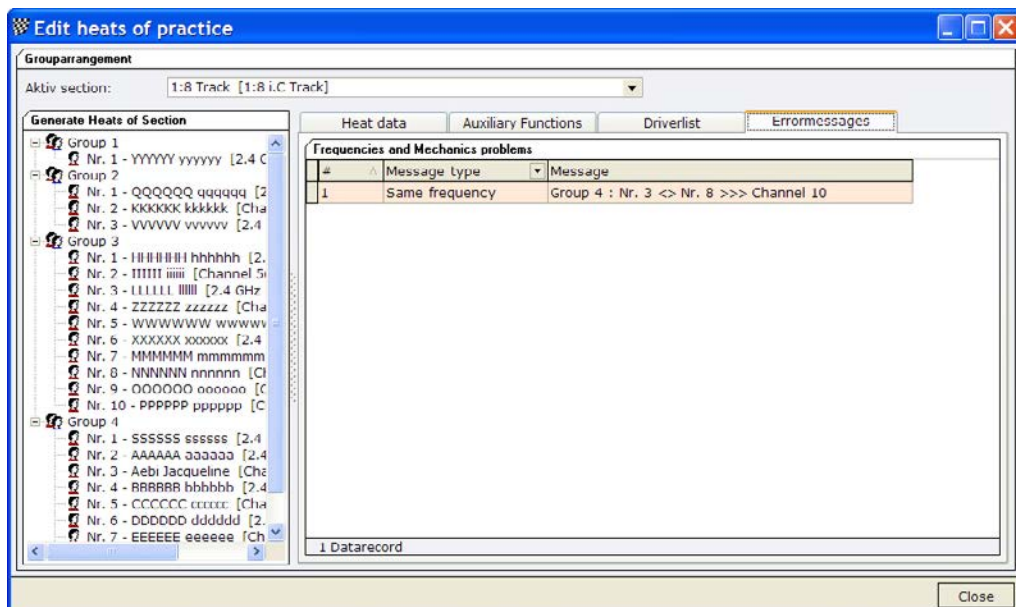 Edit heats of practice
Grouparrangement
Aktiv section: 1:8 Track [1:8 i.C Track]
Generate Heats of Section
Group 1
Nr. 1 - YYYYYY yyyyyy [2.4 G
Group 2
Nr. 1 - QQQQQQ qqqqqq [2
Nr. 2 - KKKKKK kkkkkk [Cha
Nr. 3 - VVVVVV vvvvvv [2.4
Group 3
Nr. 1 - HHHHHH hhhhhh [2.
Nr. 2 - IIIIII iiiiii [Channel 5
Nr. 3 - LLLLLL llllll [2.4 GHz
Nr. 4 - ZZZZZZ zzzzzz [Cha
Nr. 5 - WWWWWW wwwwv
Nr. 6 - XXXXXX xxxxxx [2.4
Nr. 7 - MMMMMM mmmmmm
Nr. 8 - NNNNNN nnnnnn [Cl
Nr. 9 - OOOOOO oooooo [C
Nr. 10 - PPPPPP pppppp [C
Group 4
Nr. 1 - SSSSSS ssssss [2.4
Nr. 2 - AAAAAA aaaaaa [2.4
Nr. 3 - Aebi Jacqueline [Cha
Nr. 4 - BBBBBB bbbbbb [2.4
Nr. 5 - CCCCCC cccccc [Cha
Nr. 6 - DDDDDD dddddd [2.
Nr. 7 - EEEEEE eeeeee [Ch
Heat data Auxiliary Functions Driverlist Errormessages
Frequencies and Mechanics problems
# Message type Message
1 Same frequency Group 4 : Nr. 3 <> Nr. 8 >>> Channel 10
1 Datarecord
Close